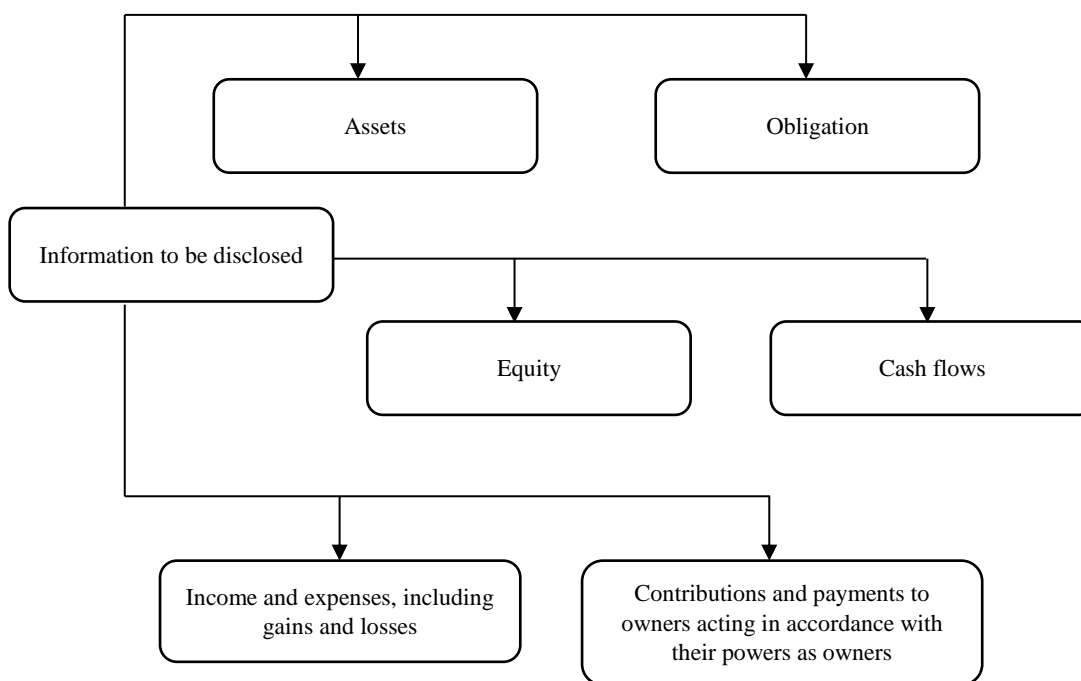 Assets
Obligation
Information to be disclosed
Equity
Cash flows
Income and expenses, including
gains and losses
Contributions and payments to
owners acting in accordance with
their powers as owners